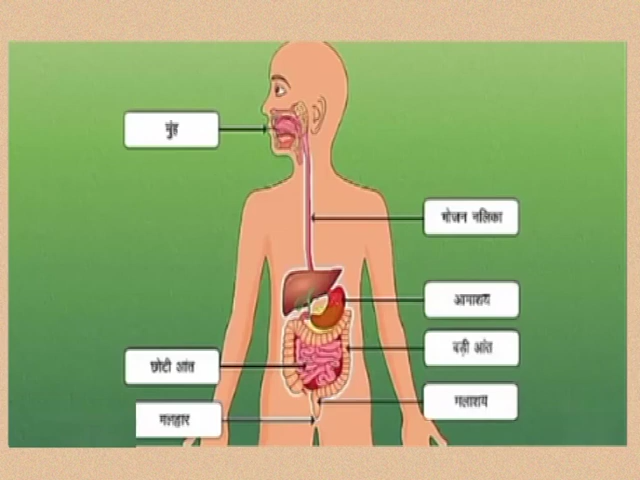 मुंह
भोजन नलिका
आमाशय
बड़ी आंत
छोटी आंत
मलाशय
मलद्वार